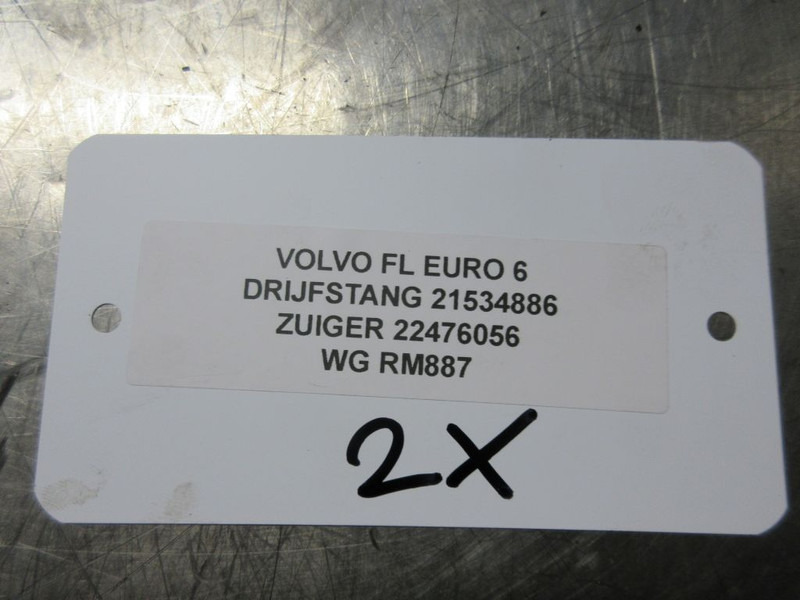 VOLVO FL EURO 6
DRIJFSTANG 21534886
ZUIGER 22476056
WG RM887
2X